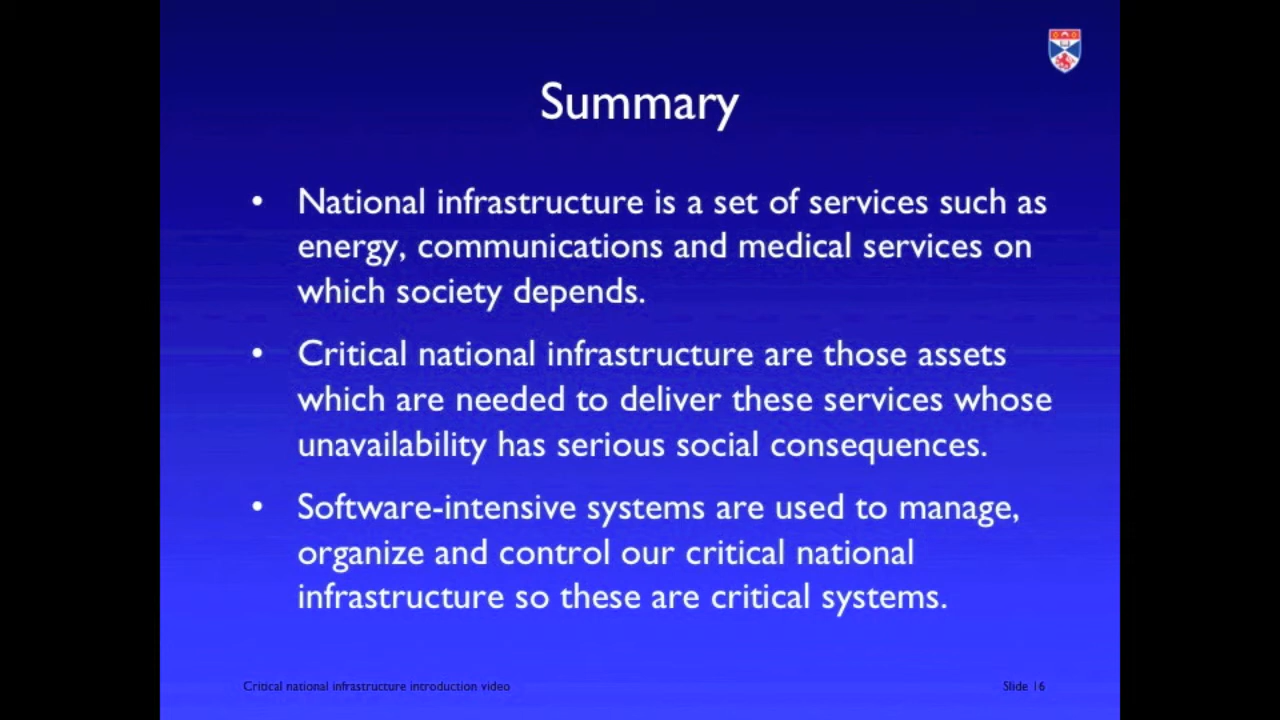 Summary
• National infrastructure is a set of services such as
energy, communications and medical services on
which society depends.
• Critical national infrastructure are those assets
which are needed to deliver these services whose
unavailability has serious social consequences.
• Software-intensive systems are used to manage,
organize and control our critical national
infrastructure so these are critical systems.
Critical national infrastructure introduction video
Slide 16